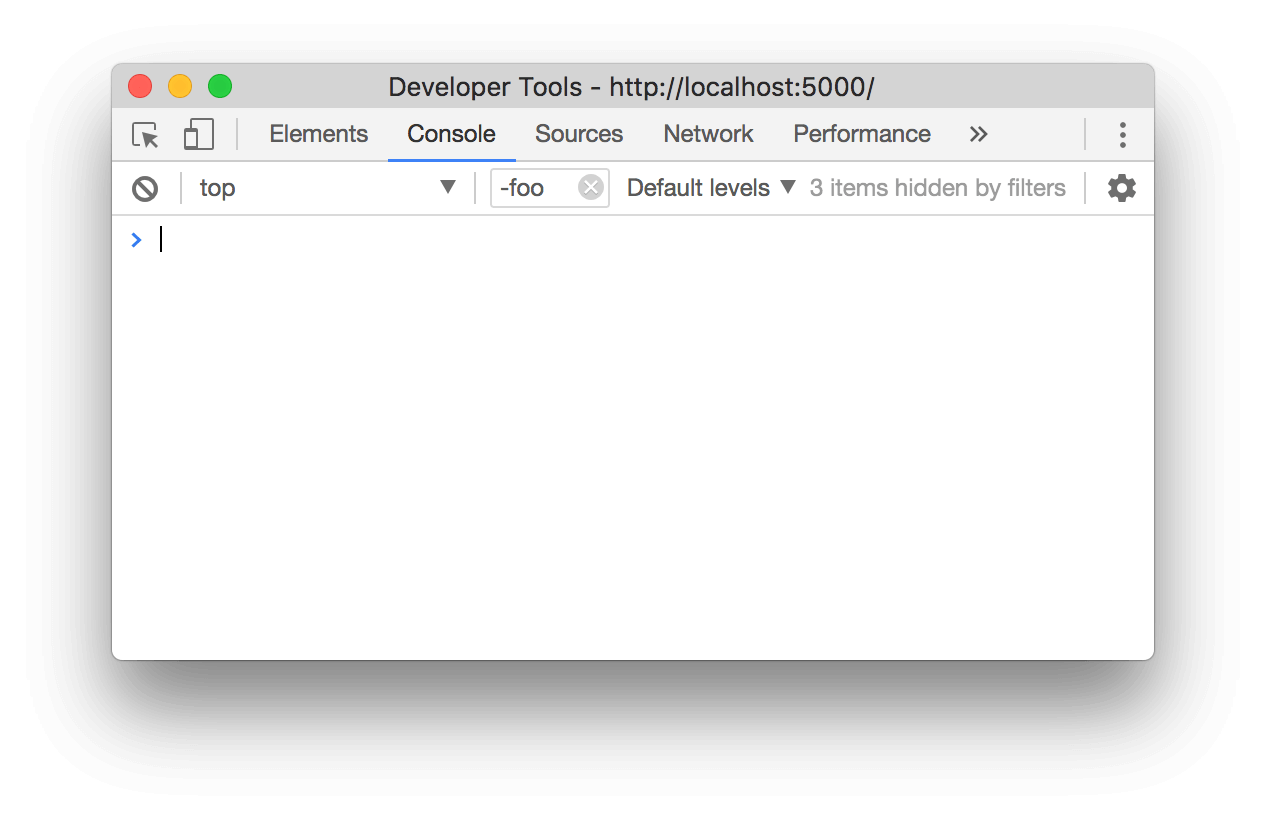 Developer Tools - http://localhost:5000/
Elements Console Sources Network Performance »
top -foo Default levels 3 items hidden by filters